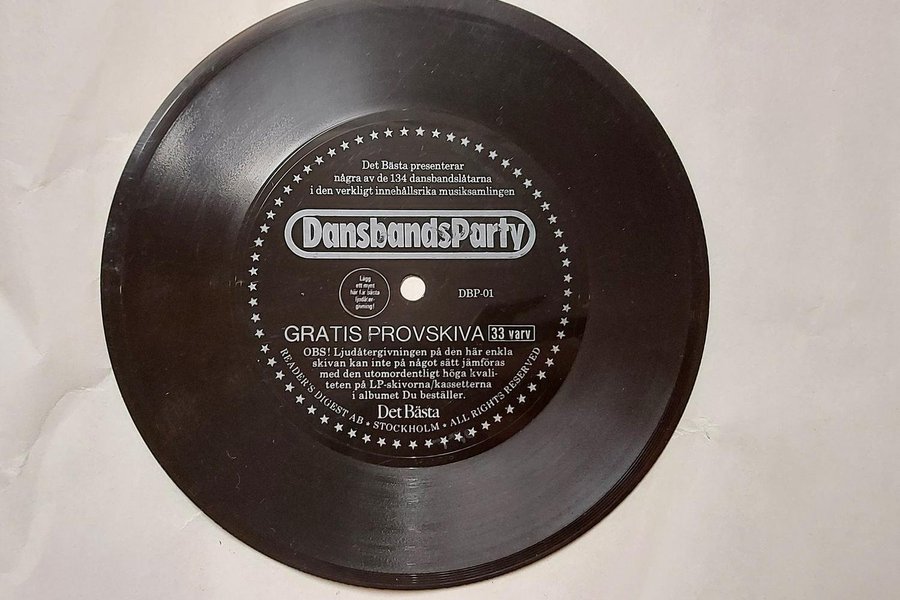 Det Bästa presenterar
några av de 134 dansbandslåtarna
i den verkligt innehållsrika musiksamlingen
DansbandsParty
Lägg
ett mynt
här för bästa
ljudåter-
givning!
DBP-01
GRATIS PROVSKIVA 33 varv
OBS! Ljudåtergivningen på den här enkla
skivan kan inte på något sätt jämföras
med den utomordentligt höga kvali-
teten på LP-skivorna/kassetterna
i albumet Du beställer.
Det Bästa
READER'S DIGEST AB • STOCKHOLM • ALL RIGHTS RESERVED